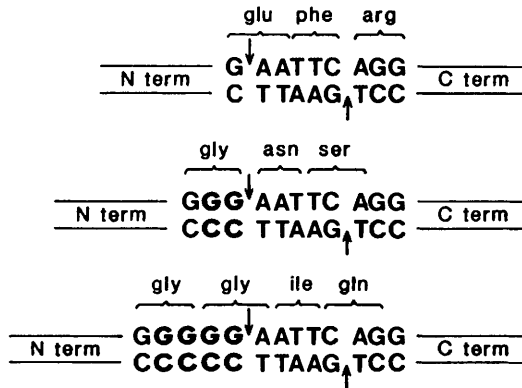 glu phe arg
G AATTC AGG
N term C term
C TTAAG TCC
gly asn ser
GGG AATTC AGG
N term C term
CCC TTAAG TCC
gly gly ile gln
GGGGG AATTC AGG
N term C term
CCCCC TTAAG TCC